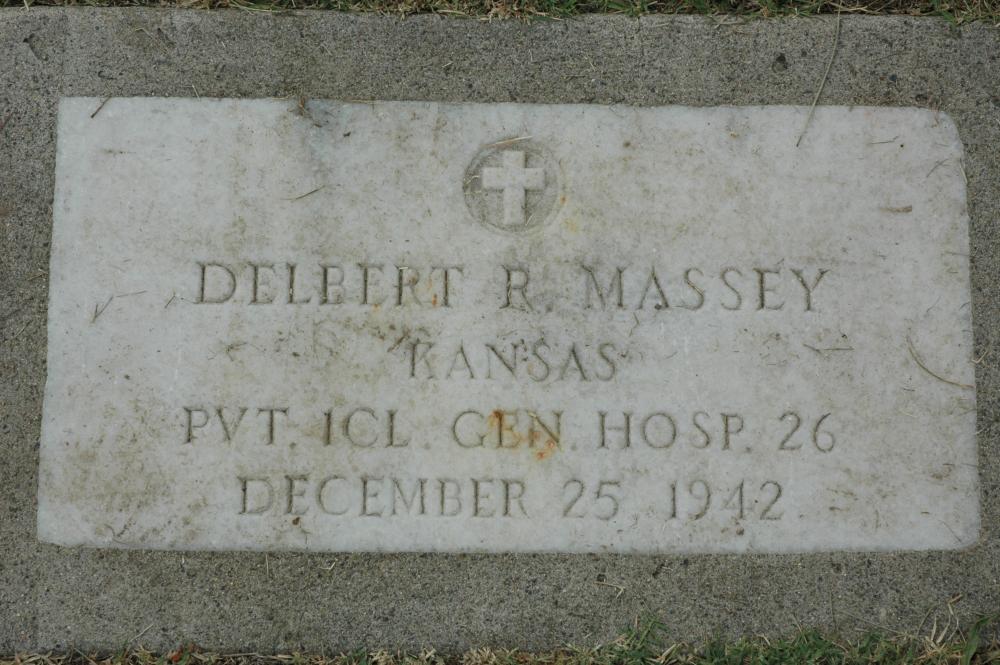 DELBERT R. MASSEY
KANSAS
PVT. 1CL. GEN. HOSP. 26
DECEMBER 25, 1942